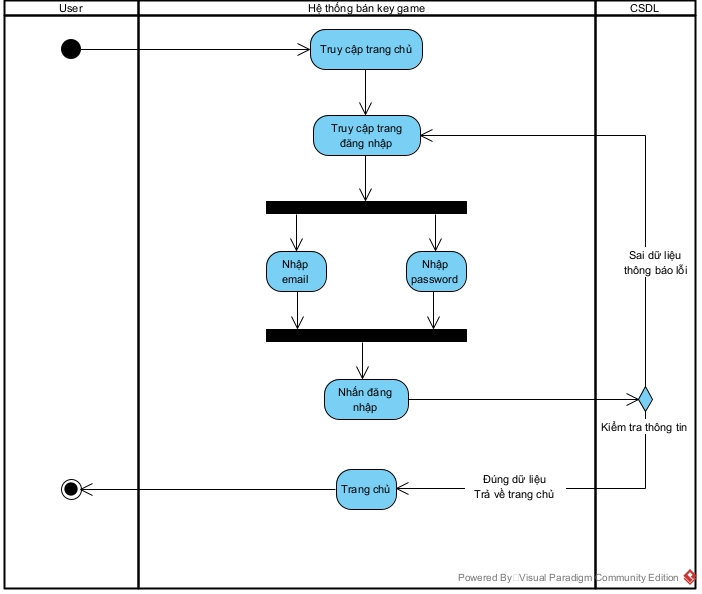 User
Hệ thống bán key game
CSDL
Truy cập trang chủ
Truy cập trang
đăng nhập
Sai dữ liệu
thông báo lỗi
Nhập
email
Nhập
password
Nhấn đăng
nhập
Kiểm tra thông tin
Đúng dữ liệu
Trả về trang chủ
Trang chủ
Powered By Visual Paradigm Community Edition